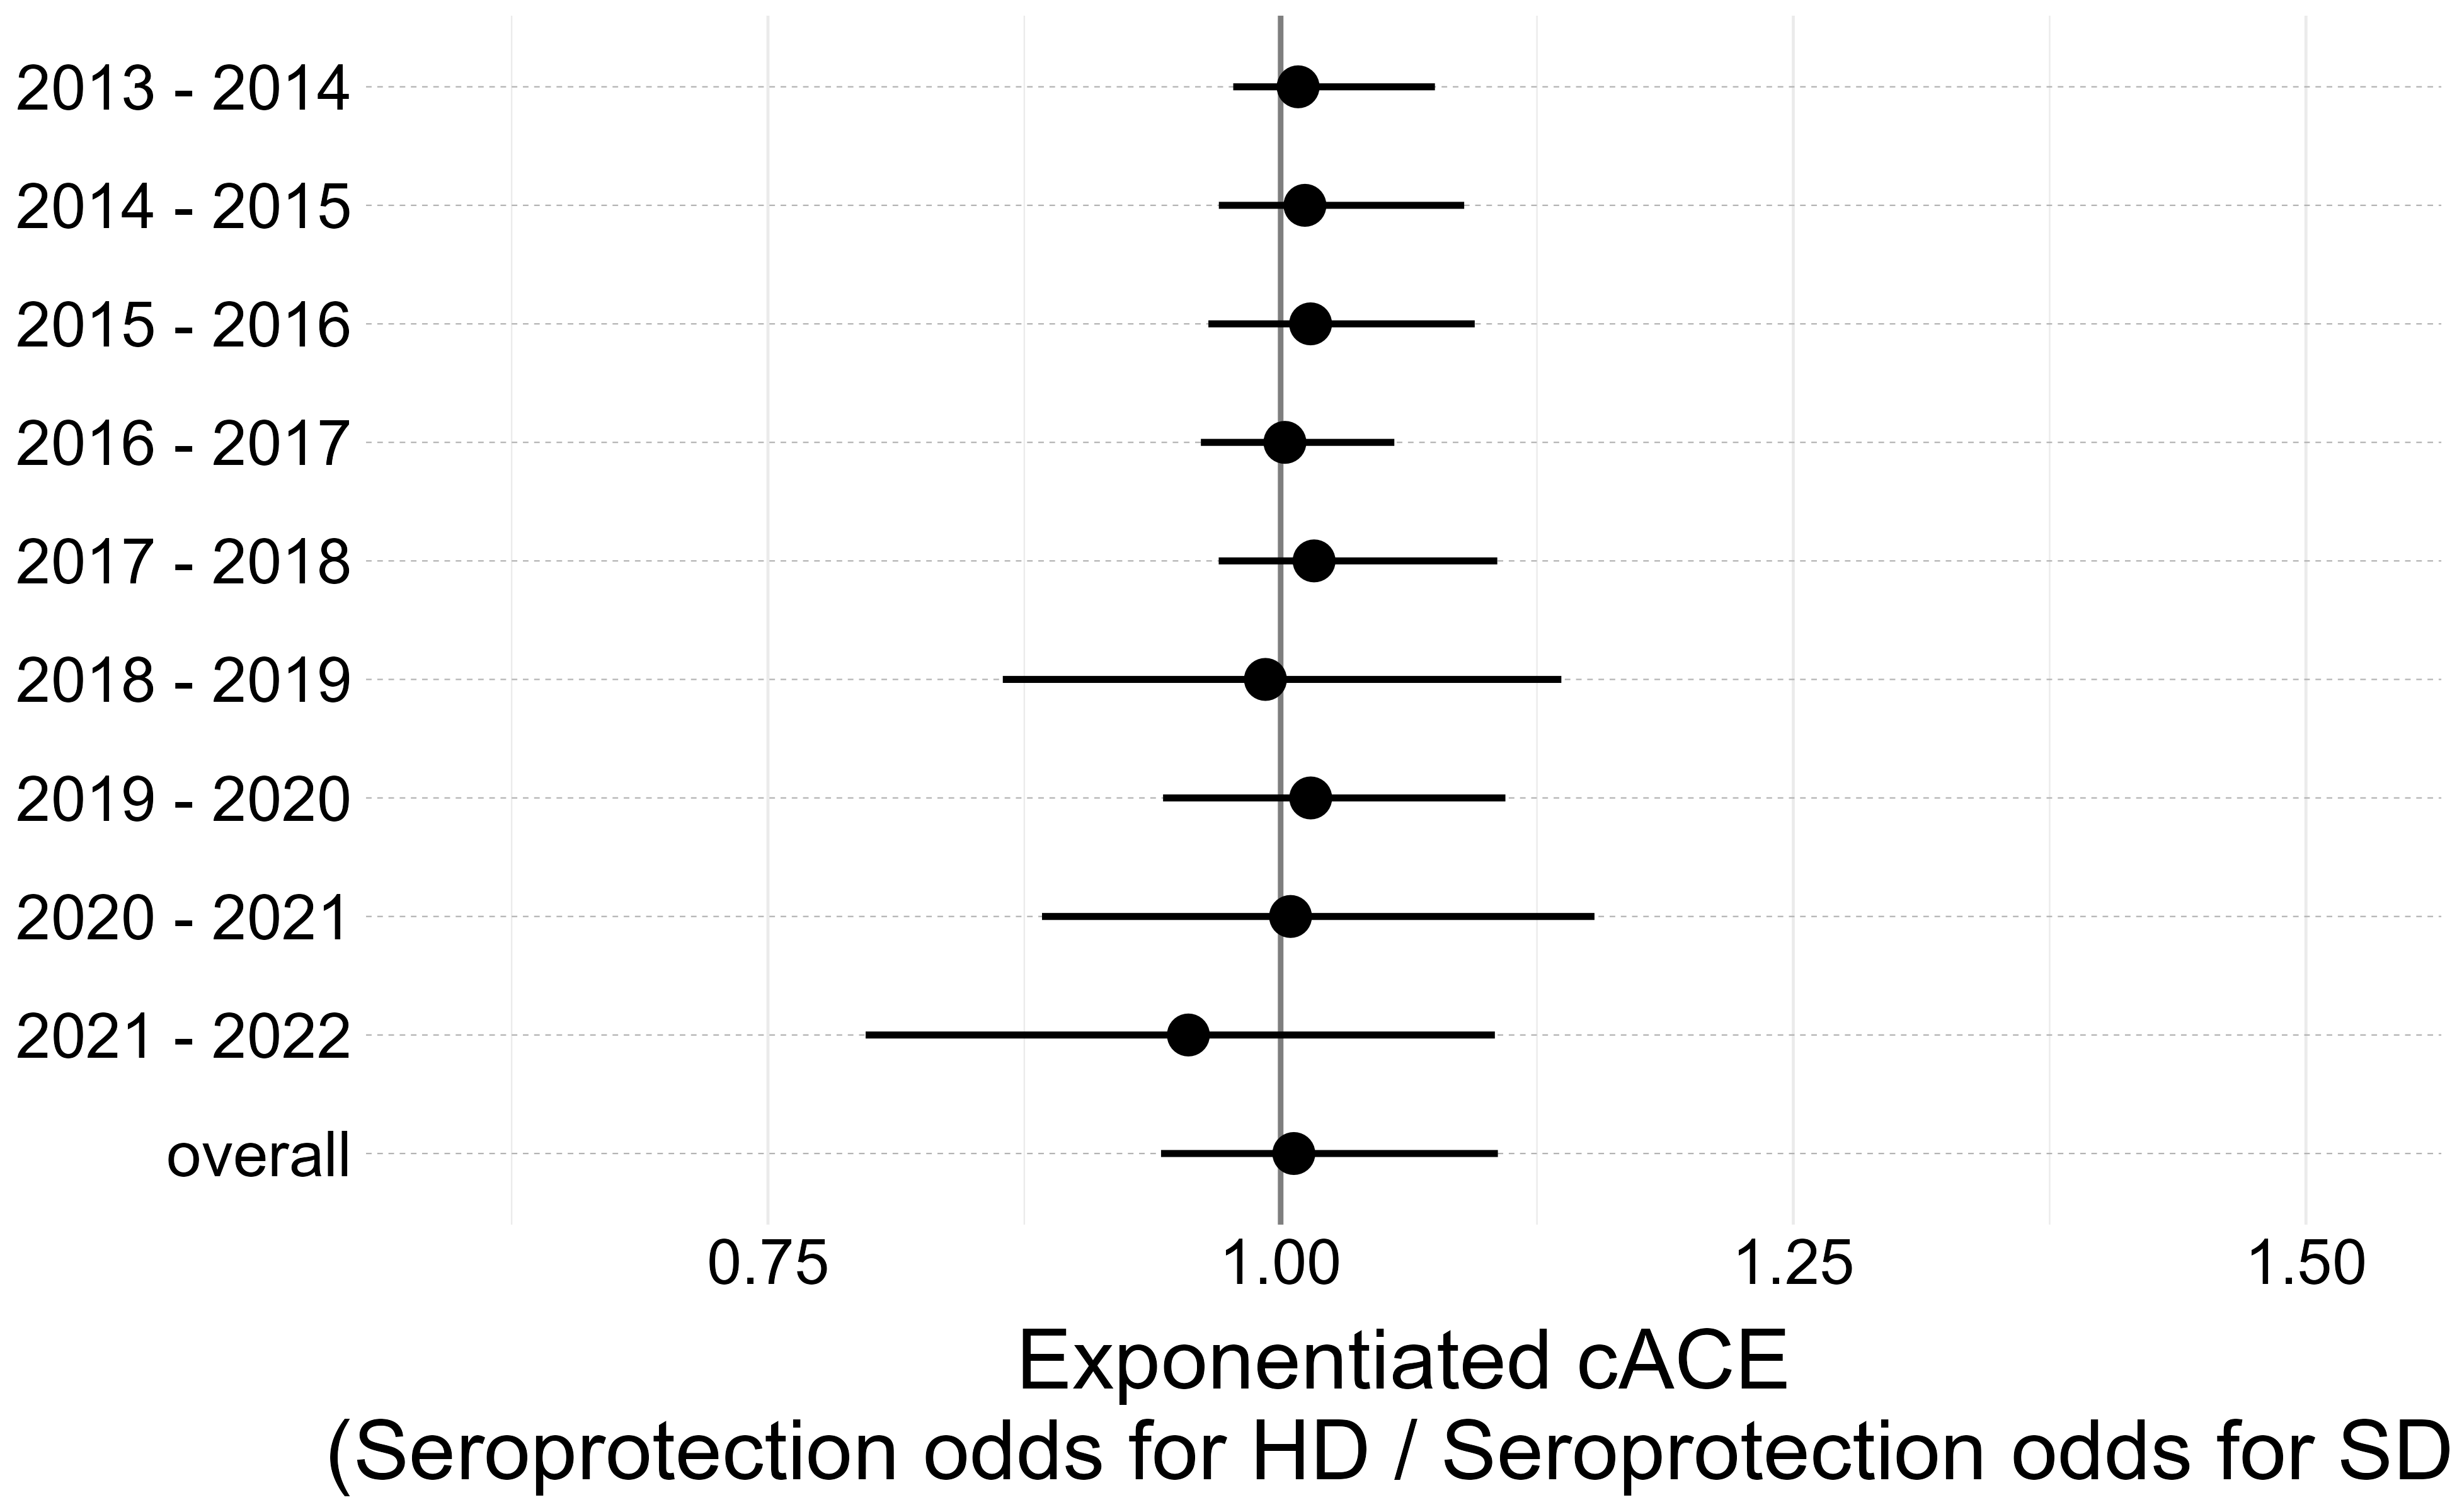 2013 - 2014
2014 - 2015
2015 - 2016
2016 - 2017
2017 - 2018
2018 - 2019
2019 - 2020
2020 - 2021
2021 - 2022
overall
0.75 1.00 1.25 1.50
Exponentiated cACE
(Seroprotection odds for HD / Seroprotection odds for SD